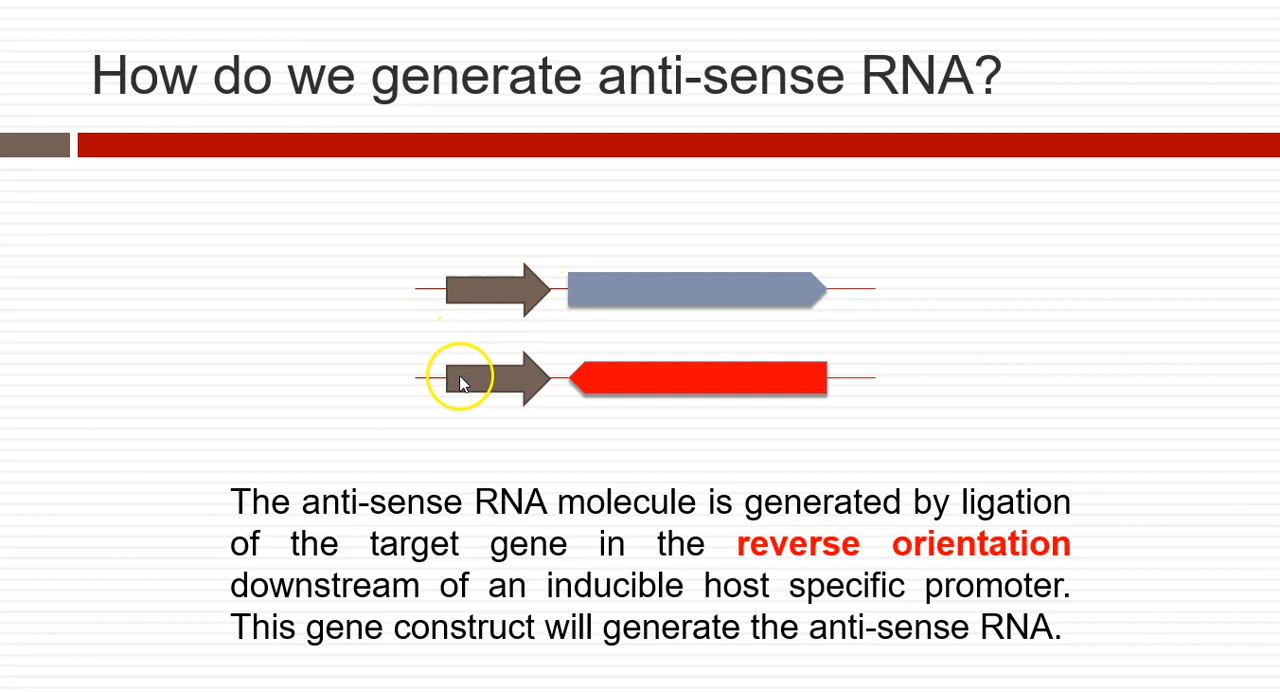 How do we generate anti-sense RNA?
The anti-sense RNA molecule is generated by ligation
of the target gene in the reverse orientation
downstream of an inducible host specific promoter.
This gene construct will generate the anti-sense RNA.